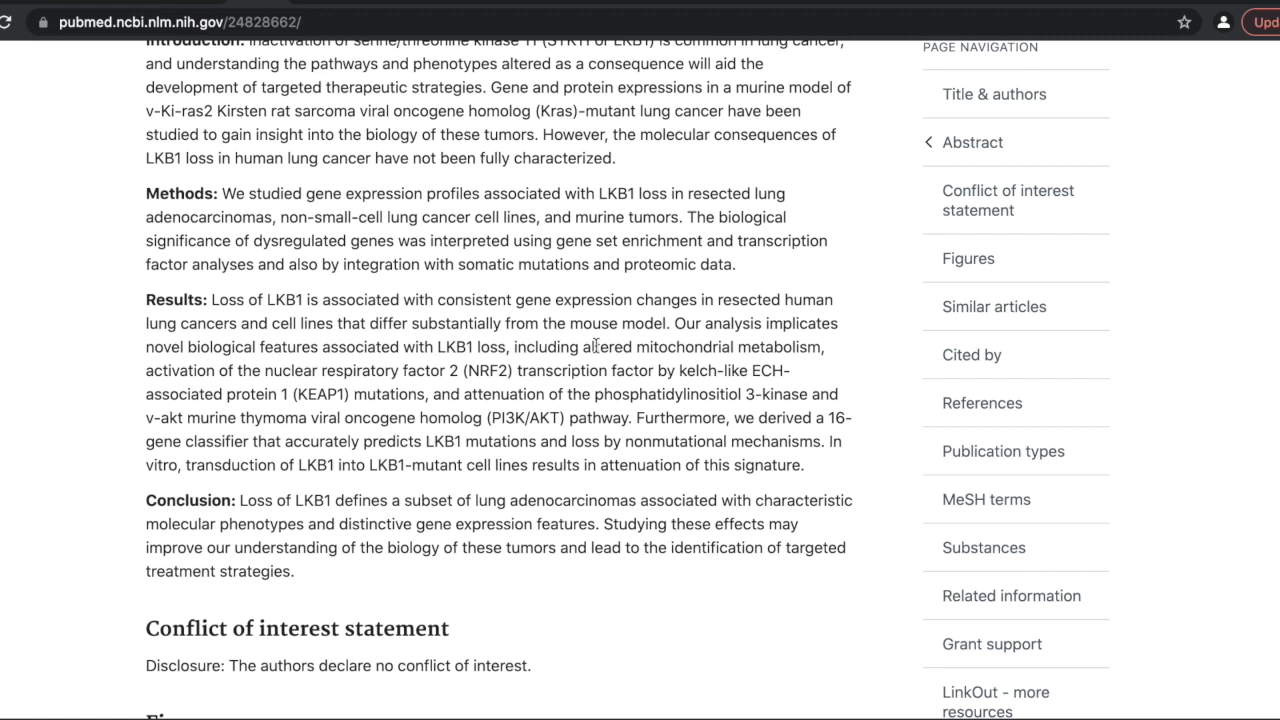 pubmed.ncbi.nlm.nih.gov/24828662/
Upd
Introduction: Inactivation of serine/threonine kinase 11 (STK11 or LKB1) is common in lung cancer,
and understanding the pathways and phenotypes altered as a consequence will aid the
development of targeted therapeutic strategies. Gene and protein expressions in a murine model of
v-Ki-ras2 Kirsten rat sarcoma viral oncogene homolog (Kras)-mutant lung cancer have been
studied to gain insight into the biology of these tumors. However, the molecular consequences of
LKB1 loss in human lung cancer have not been fully characterized.
Methods: We studied gene expression profiles associated with LKB1 loss in resected lung
adenocarcinomas, non-small-cell lung cancer cell lines, and murine tumors. The biological
significance of dysregulated genes was interpreted using gene set enrichment and transcription
factor analyses and also by integration with somatic mutations and proteomic data.
Results: Loss of LKB1 is associated with consistent gene expression changes in resected human
lung cancers and cell lines that differ substantially from the mouse model. Our analysis implicates
novel biological features associated with LKB1 loss, including altered mitochondrial metabolism,
activation of the nuclear respiratory factor 2 (NRF2) transcription factor by kelch-like ECH-
associated protein 1 (KEAP1) mutations, and attenuation of the phosphatidylinositiol 3-kinase and
v-akt murine thymoma viral oncogene homolog (PI3K/AKT) pathway. Furthermore, we derived a 16-
gene classifier that accurately predicts LKB1 mutations and loss by nonmutational mechanisms. In
vitro, transduction of LKB1 into LKB1-mutant cell lines results in attenuation of this signature.
Conclusion: Loss of LKB1 defines a subset of lung adenocarcinomas associated with characteristic
molecular phenotypes and distinctive gene expression features. Studying these effects may
improve our understanding of the biology of these tumors and lead to the identification of targeted
treatment strategies.
Conflict of interest statement
Disclosure: The authors declare no conflict of interest.
PAGE NAVIGATION
Title & authors
Abstract
Conflict of interest
statement
Figures
Similar articles
Cited by
References
Publication types
MeSH terms
Substances
Related information
Grant support
LinkOut - more
resources